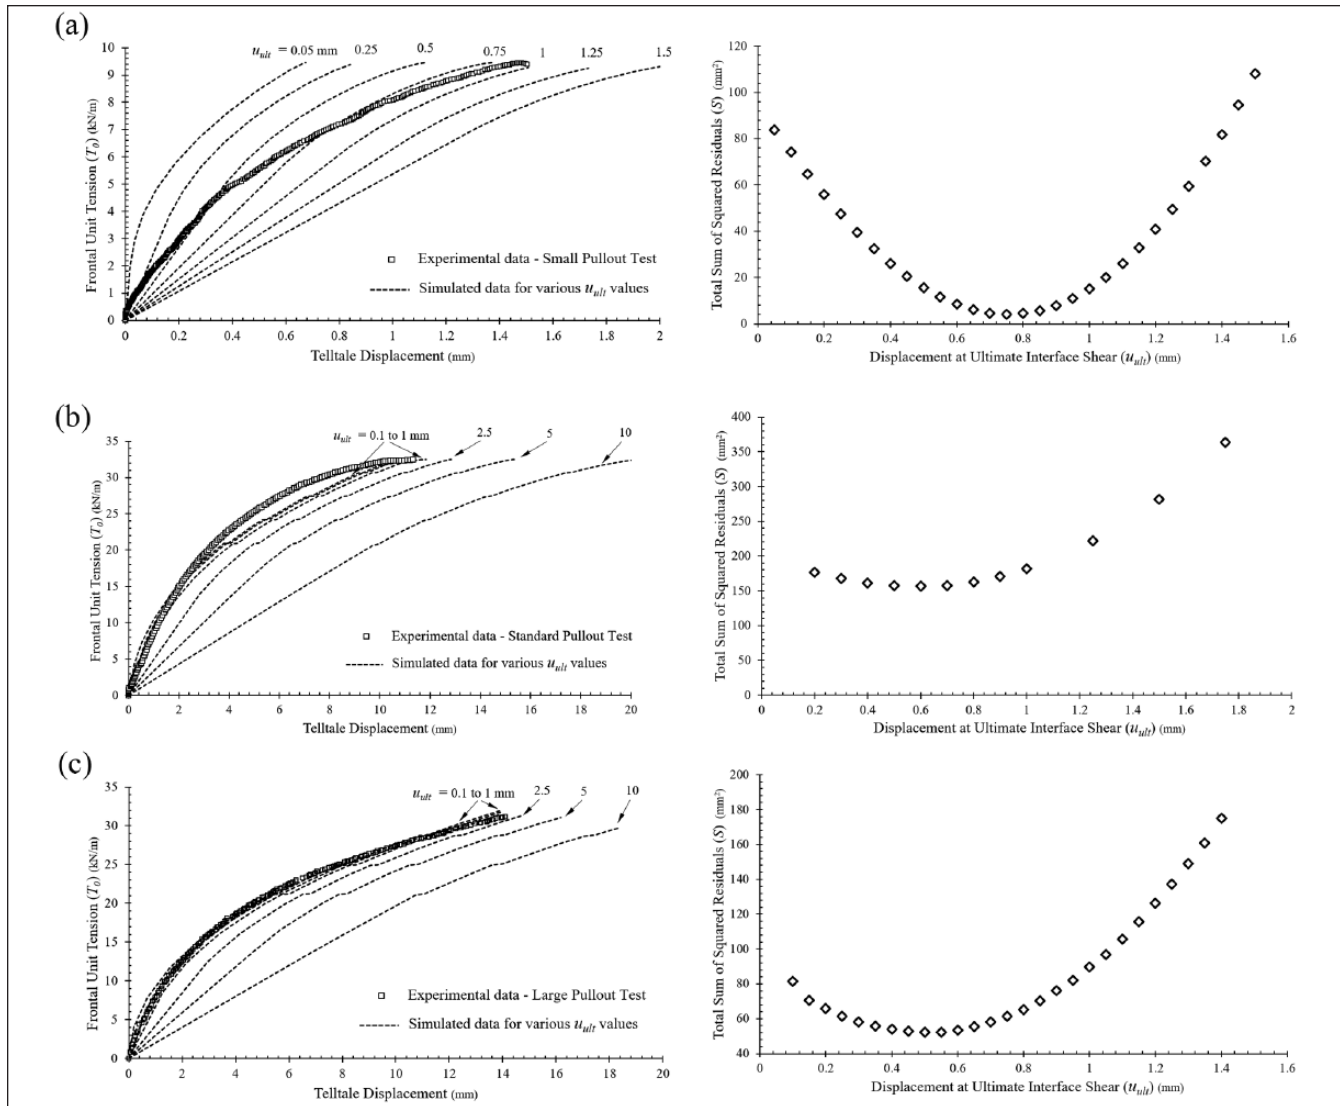 (a)
u_ult = 0.05 mm 0.25 0.5 0.75 1 1.25 1.5
10
9
8
7
6
5
4
3
2
1
0
Frontal Unit Tension (T_0) (kN/m)
Experimental data - Small Pullout Test
Simulated data for various u_ult values
0 0.2 0.4 0.6 0.8 1 1.2 1.4 1.6 1.8 2
Telltale Displacement (mm)
120
100
80
60
40
20
0
Total Sum of Squared Residuals (S) (mm²)
0 0.2 0.4 0.6 0.8 1.0 1.2 1.4 1.6
Displacement at Ultimate Interface Shear (u_ult) (mm)
(b)
u_ult = 0.1 to 1 mm 2.5 5 10
35
30
25
20
15
10
5
0
Frontal Unit Tension (T_0) (kN/m)
Experimental data - Standard Pullout Test
Simulated data for various u_ult values
0 2 4 6 8 10 12 14 16 18 20
Telltale Displacement (mm)
400
350
300
250
200
150
100
50
0
Total Sum of Squared Residuals (S) (mm²)
0 0.2 0.4 0.6 0.8 1.0 1.2 1.4 1.6 1.8 2
Displacement at Ultimate Interface Shear (u_ult) (mm)
(c)
u_ult = 0.1 to 1 mm 2.5 5 10
35
30
25
20
15
10
5
0
Frontal Unit Tension (T_0) (kN/m)
Experimental data - Large Pullout Test
Simulated data for various u_ult values
0 2 4 6 8 10 12 14 16 18 20
Telltale Displacement (mm)
200
180
160
140
120
100
80
60
40
Total Sum of Squared Residuals (S) (mm²)
0 0.2 0.4 0.6 0.8 1.0 1.2 1.4 1.6
Displacement at Ultimate Interface Shear (u_ult) (mm)